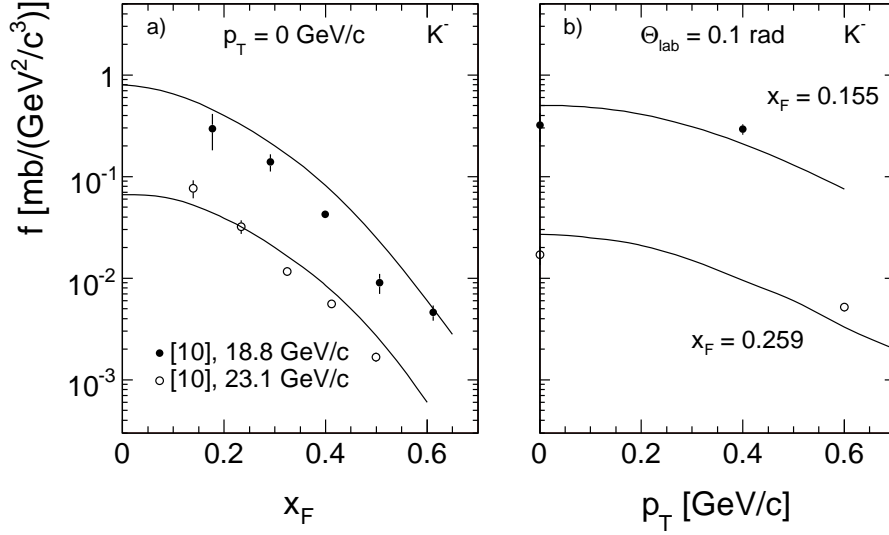 f [mb/(GeV²/c³)]
a)
p_T = 0 GeV/c
K⁻
1
10⁻¹
10⁻²
10⁻³
[10], 18.8 GeV/c
[10], 23.1 GeV/c
0 0.2 0.4 0.6
x_F
b)
Θ_lab = 0.1 rad
K⁻
x_F = 0.155
x_F = 0.259
0 0.2 0.4 0.6
p_T [GeV/c]